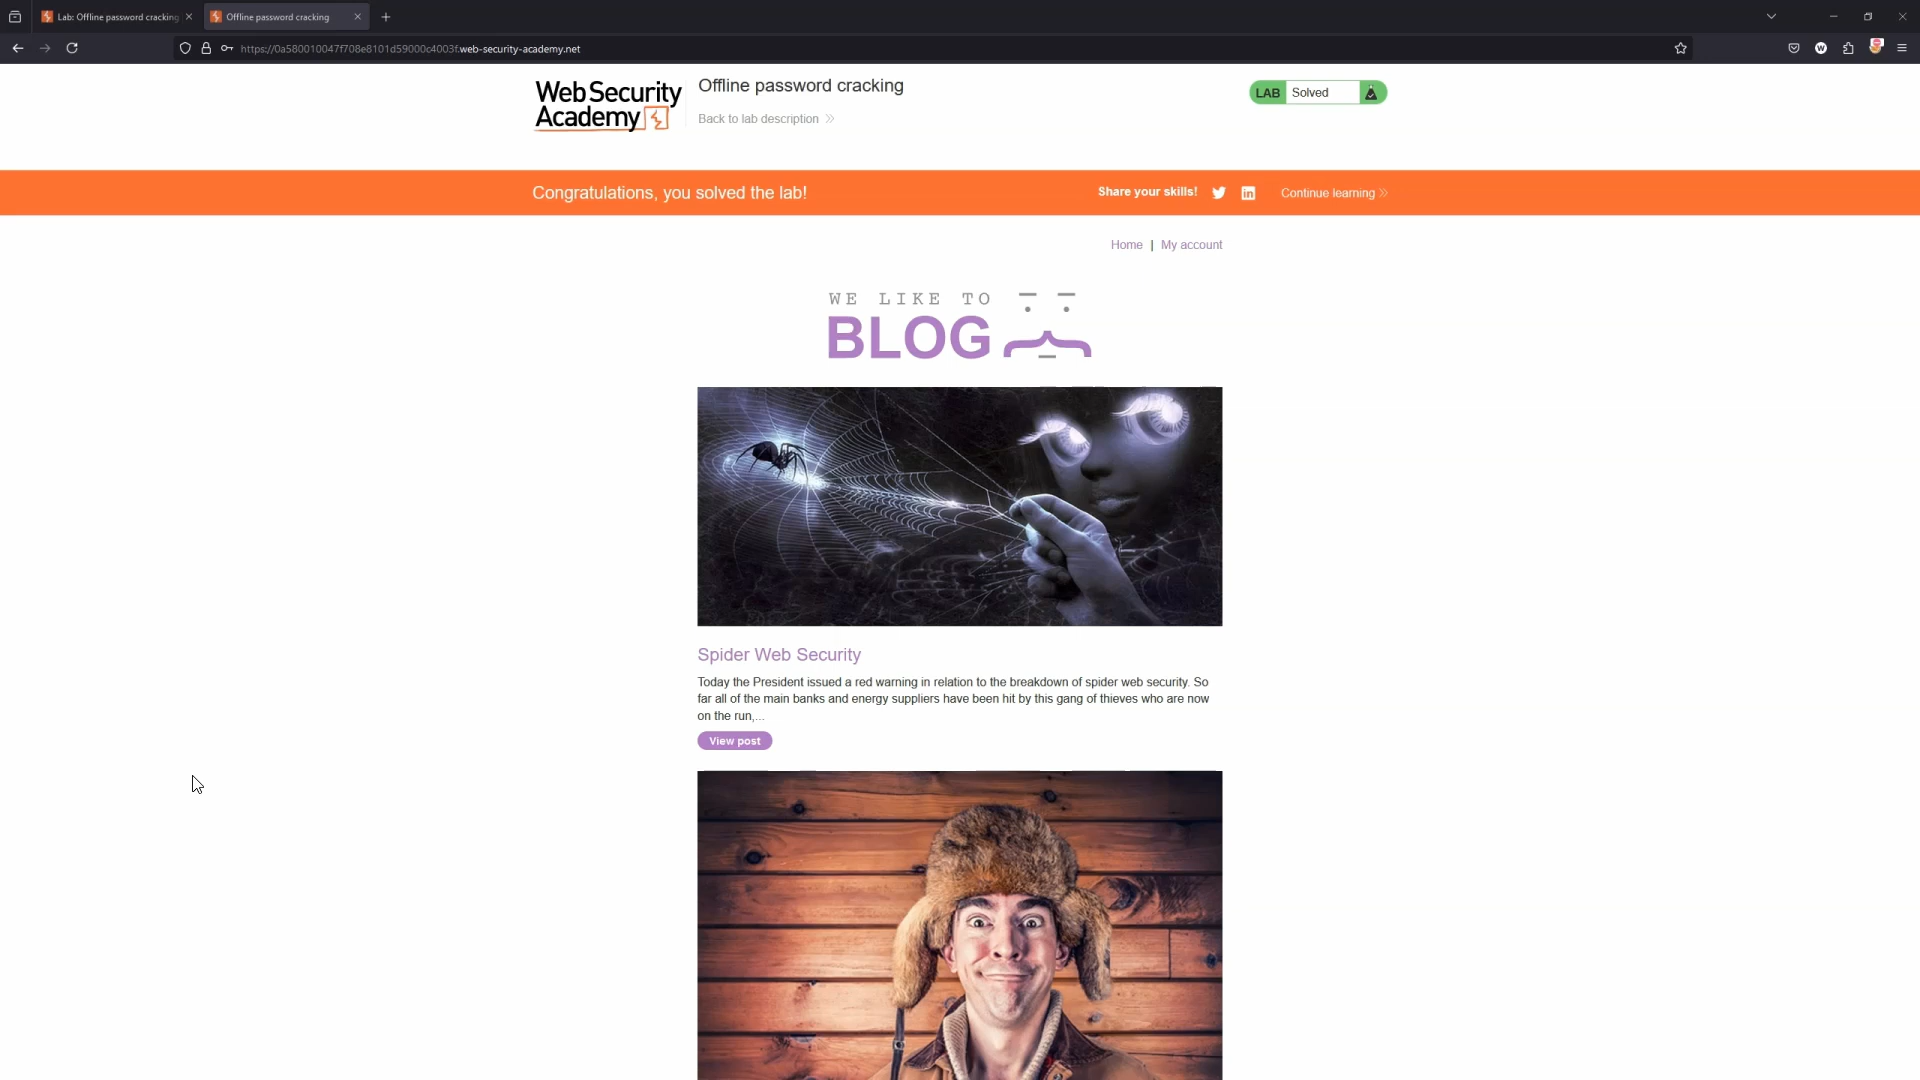 Lab: Offline password cracking
Offline password cracking
https://0a580010047f708e8101d59000c4003f.web-security-academy.net
Web Security
Academy
Offline password cracking
Back to lab description
LAB Solved
Congratulations, you solved the lab!
Share your skills!
Continue learning
Home | My account
WE LIKE TO
BLOG
Spider Web Security
Today the President issued a red warning in relation to the breakdown of spider web security. So
far all of the main banks and energy suppliers have been hit by this gang of thieves who are now
on the run,...
View post